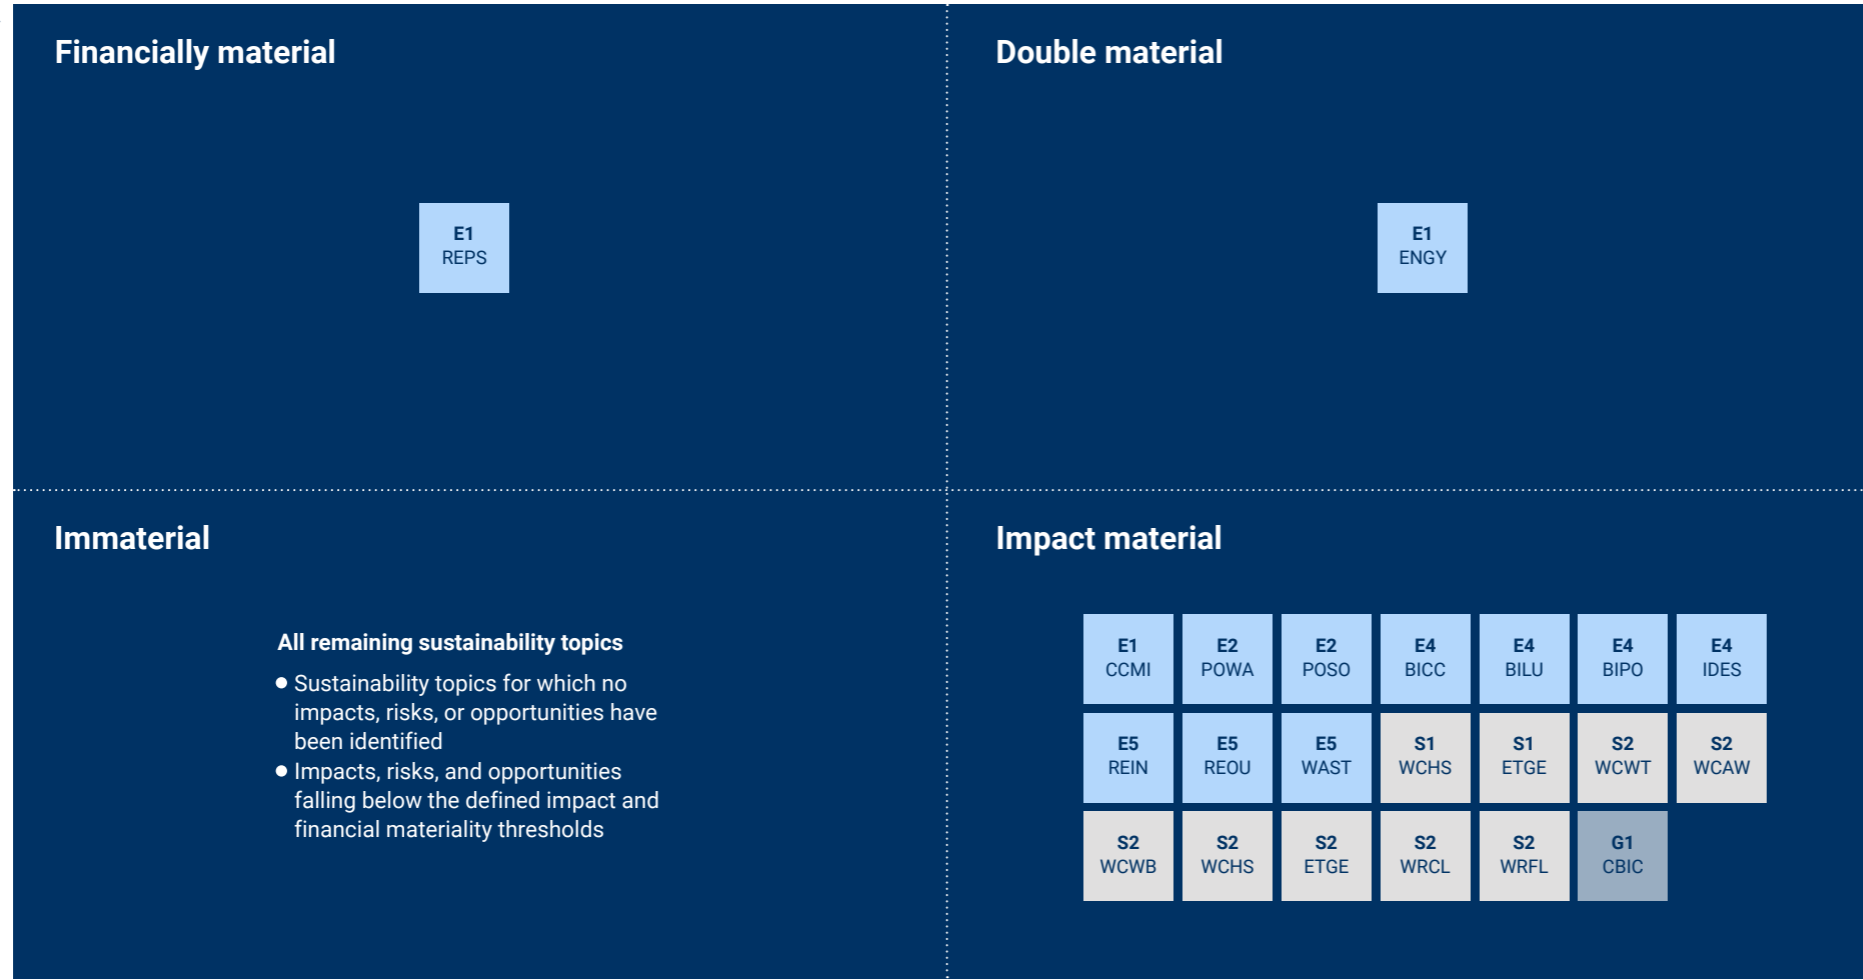 Financially material
E1
REPS
Double material
E1
ENGY
Immaterial
All remaining sustainability topics
● Sustainability topics for which no
impacts, risks, or opportunities have
been identified
● Impacts, risks, and opportunities
falling below the defined impact and
financial materiality thresholds
Impact material
E1
CCMI
E2
POWA
E2
POSO
E4
BICC
E4
BILU
E4
BIPO
E4
IDES
E5
REIN
E5
REOU
E5
WAST
S1
WCHS
S1
ETGE
S2
WCWT
S2
WCAW
S2
WCWB
S2
WCHS
S2
ETGE
S2
WRCL
S2
WRFL
G1
CBIC